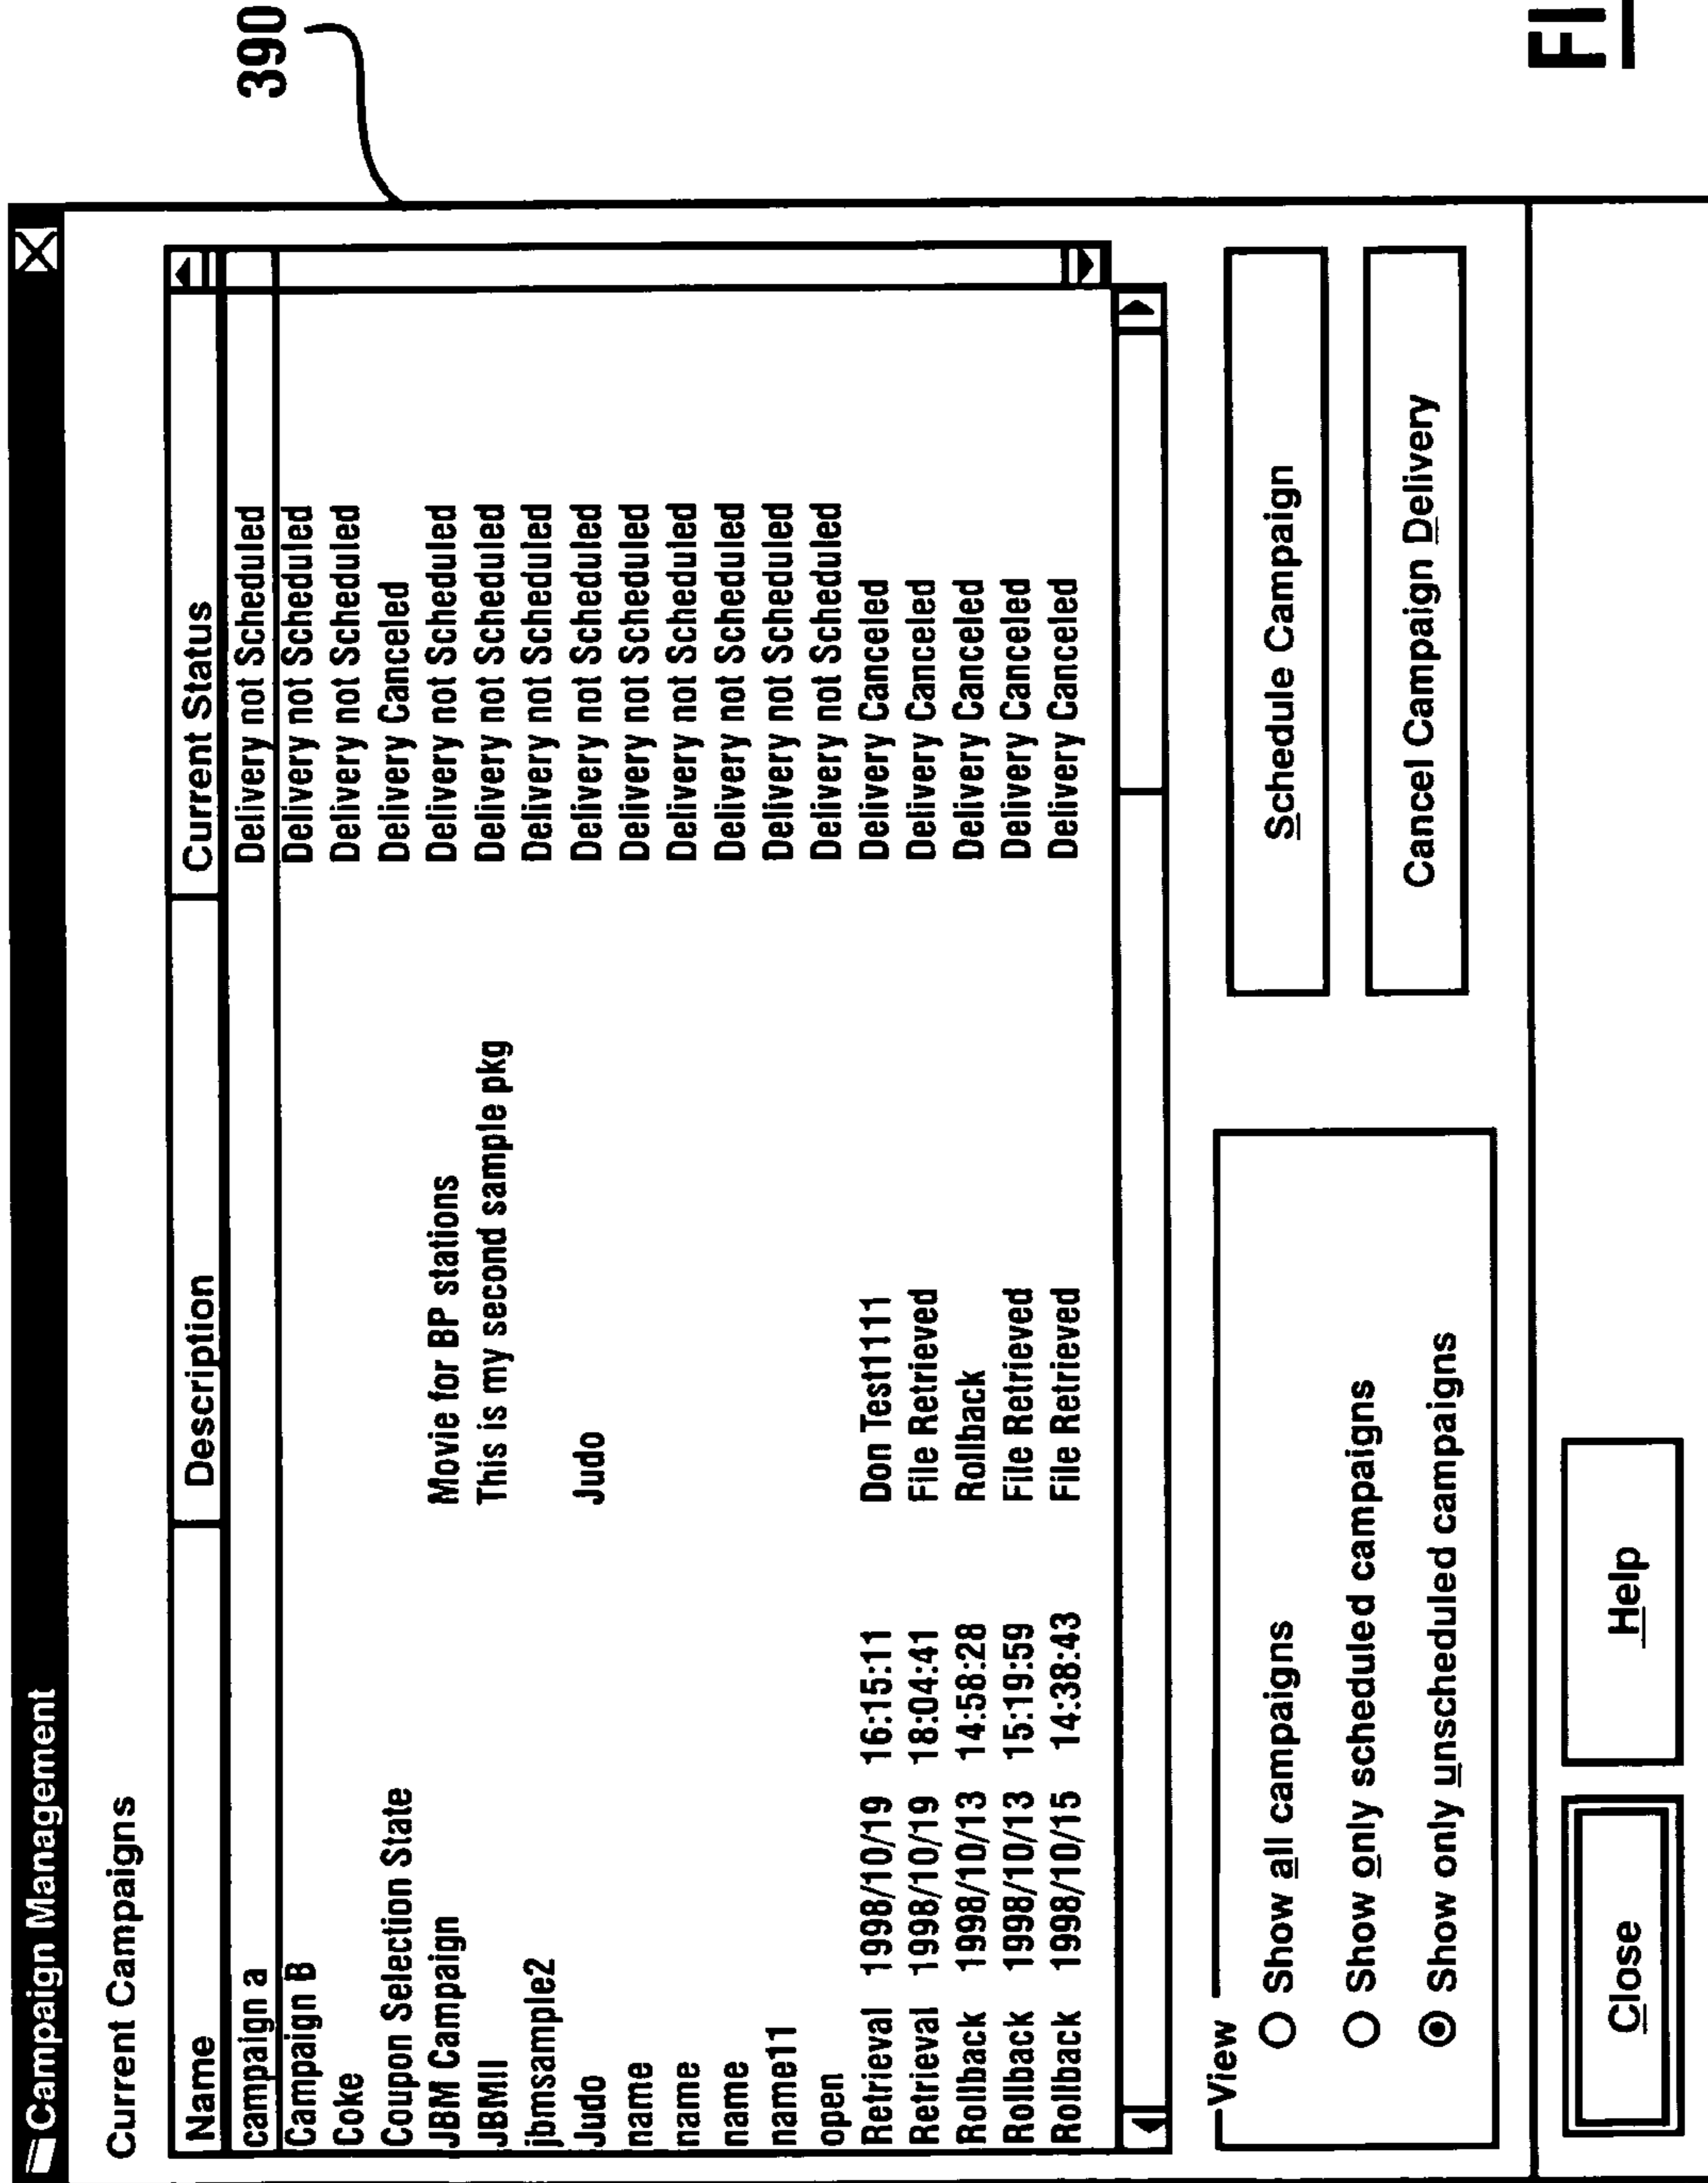 390
Campaign Management
Current Campaigns
Name Description Current Status
campaign a Delivery not Scheduled
Campaign B Delivery not Scheduled
Coke Delivery not Scheduled
Coupon Selection State Delivery Canceled
JBM Campaign Movie for BP stations Delivery not Scheduled
JBMII This is my second sample pkg Delivery not Scheduled
jbmsample2 Delivery not Scheduled
Judo Judo Delivery not Scheduled
name Delivery not Scheduled
name Delivery not Scheduled
name Delivery not Scheduled
name11 Delivery not Scheduled
open Delivery not Scheduled
Retrieval 1998/10/19 16:15:11 Don Test1111 Delivery Canceled
Retrieval 1998/10/19 18:04:41 File Retrieved Delivery Canceled
Rollback 1998/10/13 14:58:28 Rollback Delivery Canceled
Rollback 1998/10/13 15:19:59 File Retrieved Delivery Canceled
Rollback 1998/10/15 14:38:43 File Retrieved Delivery Canceled
View
Show all campaigns
Show only scheduled campaigns
Show only unscheduled campaigns
Schedule Campaign
Cancel Campaign Delivery
Close Help
FI